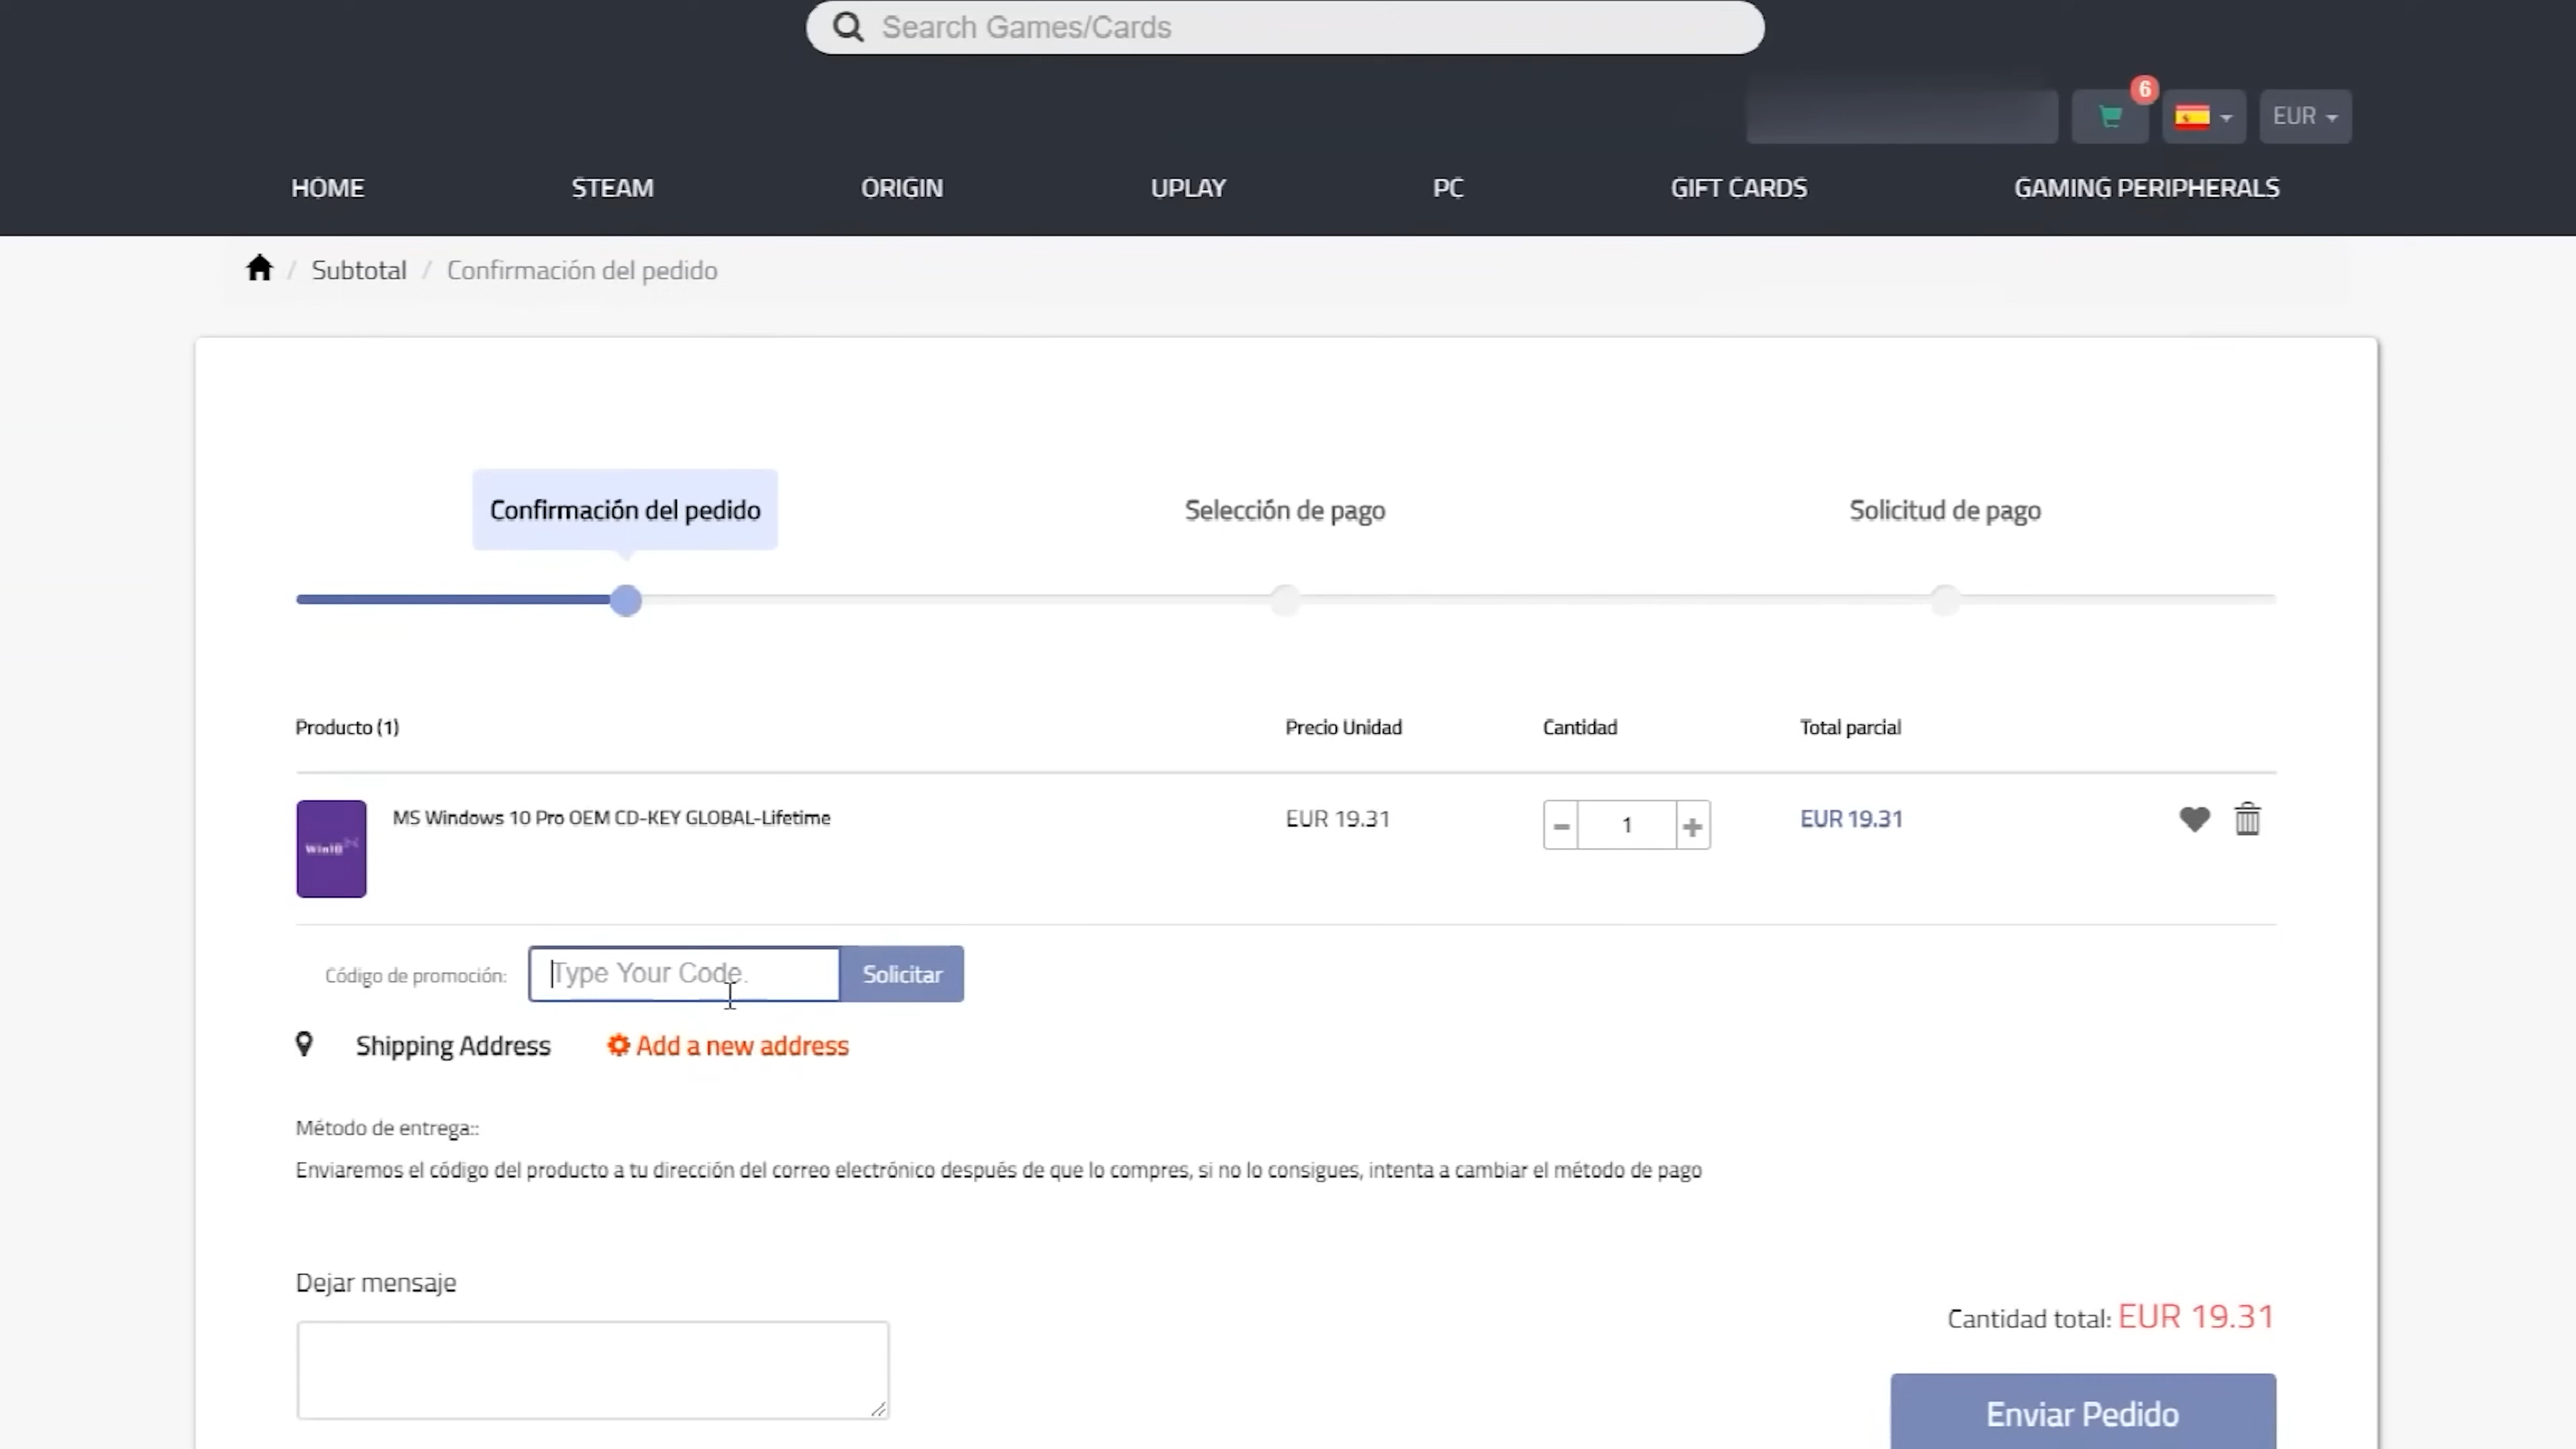 Search Games/Cards
6
EUR
HOME STEAM ORIGIN UPLAY PC GIFT CARDS GAMING PERIPHERALS
/ Subtotal / Confirmación del pedido
Confirmación del pedido Selección de pago Solicitud de pago
Producto (1) Precio Unidad Cantidad Total parcial
MS Windows 10 Pro OEM CD-KEY GLOBAL-Lifetime EUR 19.31 − 1 + EUR 19.31
Win10
Código de promoción: Type Your Code. Solicitar
Shipping Address Add a new address
Método de entrega::
Enviaremos el código del producto a tu dirección del correo electrónico después de que lo compres, si no lo consigues, intenta a cambiar el método de pago
Dejar mensaje
Cantidad total: EUR 19.31
Enviar Pedido